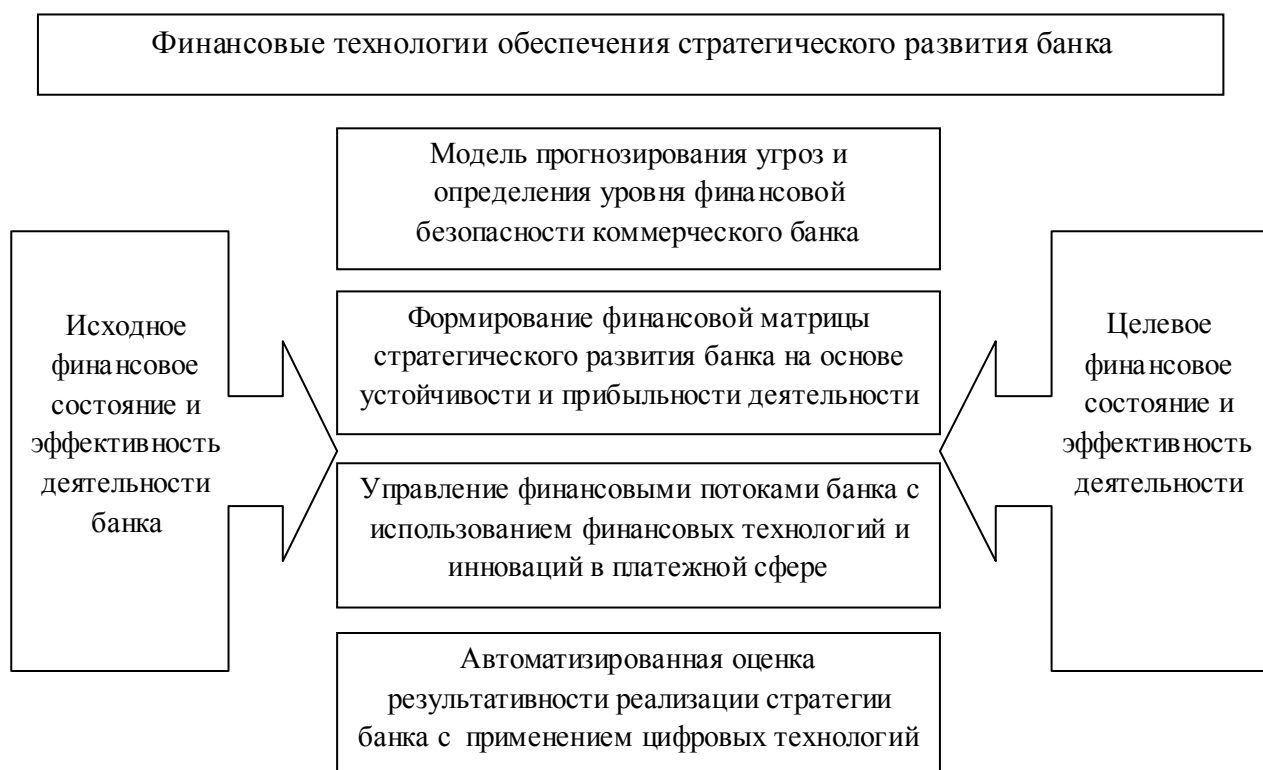 Финансовые технологии обеспечения стратегического развития банка
Модель прогнозирования угроз и
определения уровня финансовой
безопасности коммерческого банка
Исходное
финансовое
состояние и
эффективность
деятельности
банка
Формирование финансовой матрицы
стратегического развития банка на основе
устойчивости и прибыльности деятельности
Управление финансовыми потоками банка с
использованием финансовых технологий и
инноваций в платежной сфере
Автоматизированная оценка
результативности реализации стратегии
банка с применением цифровых технологий
Целевое
финансовое
состояние и
эффективность
деятельности